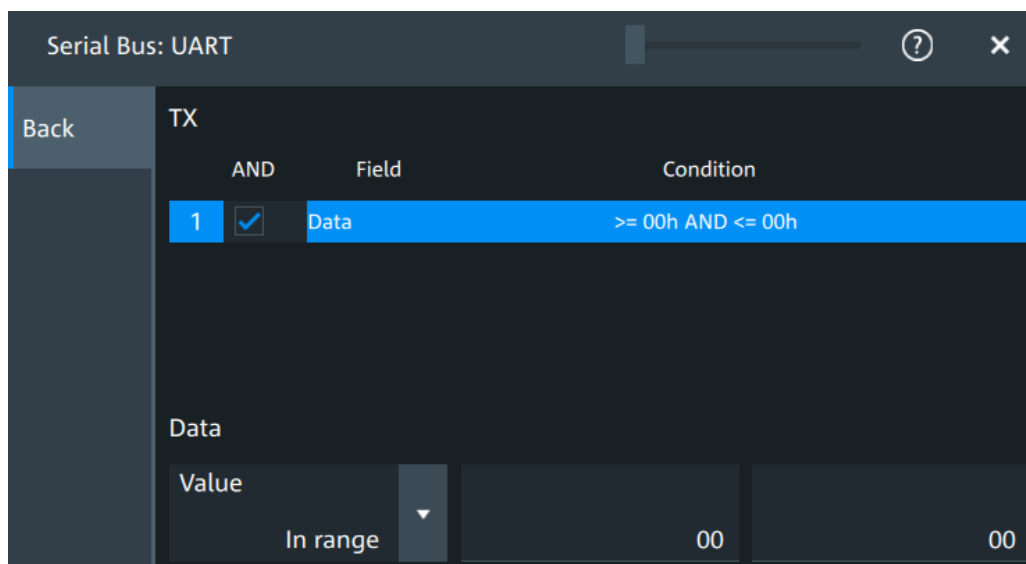 Serial Bus: UART
Back
TX
AND Field Condition
1 Data >= 00h AND <= 00h
Data
Value
In range 00 00